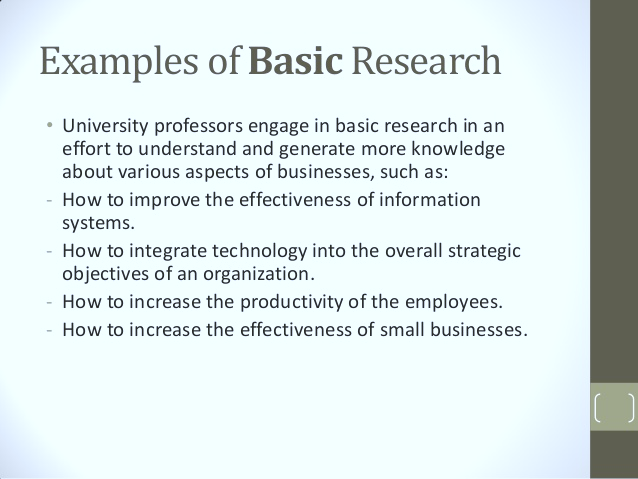 Examples of Basic Research
• University professors engage in basic research in an
effort to understand and generate more knowledge
about various aspects of businesses, such as:
- How to improve the effectiveness of information
systems.
- How to integrate technology into the overall strategic
objectives of an organization.
- How to increase the productivity of the employees.
- How to increase the effectiveness of small businesses.